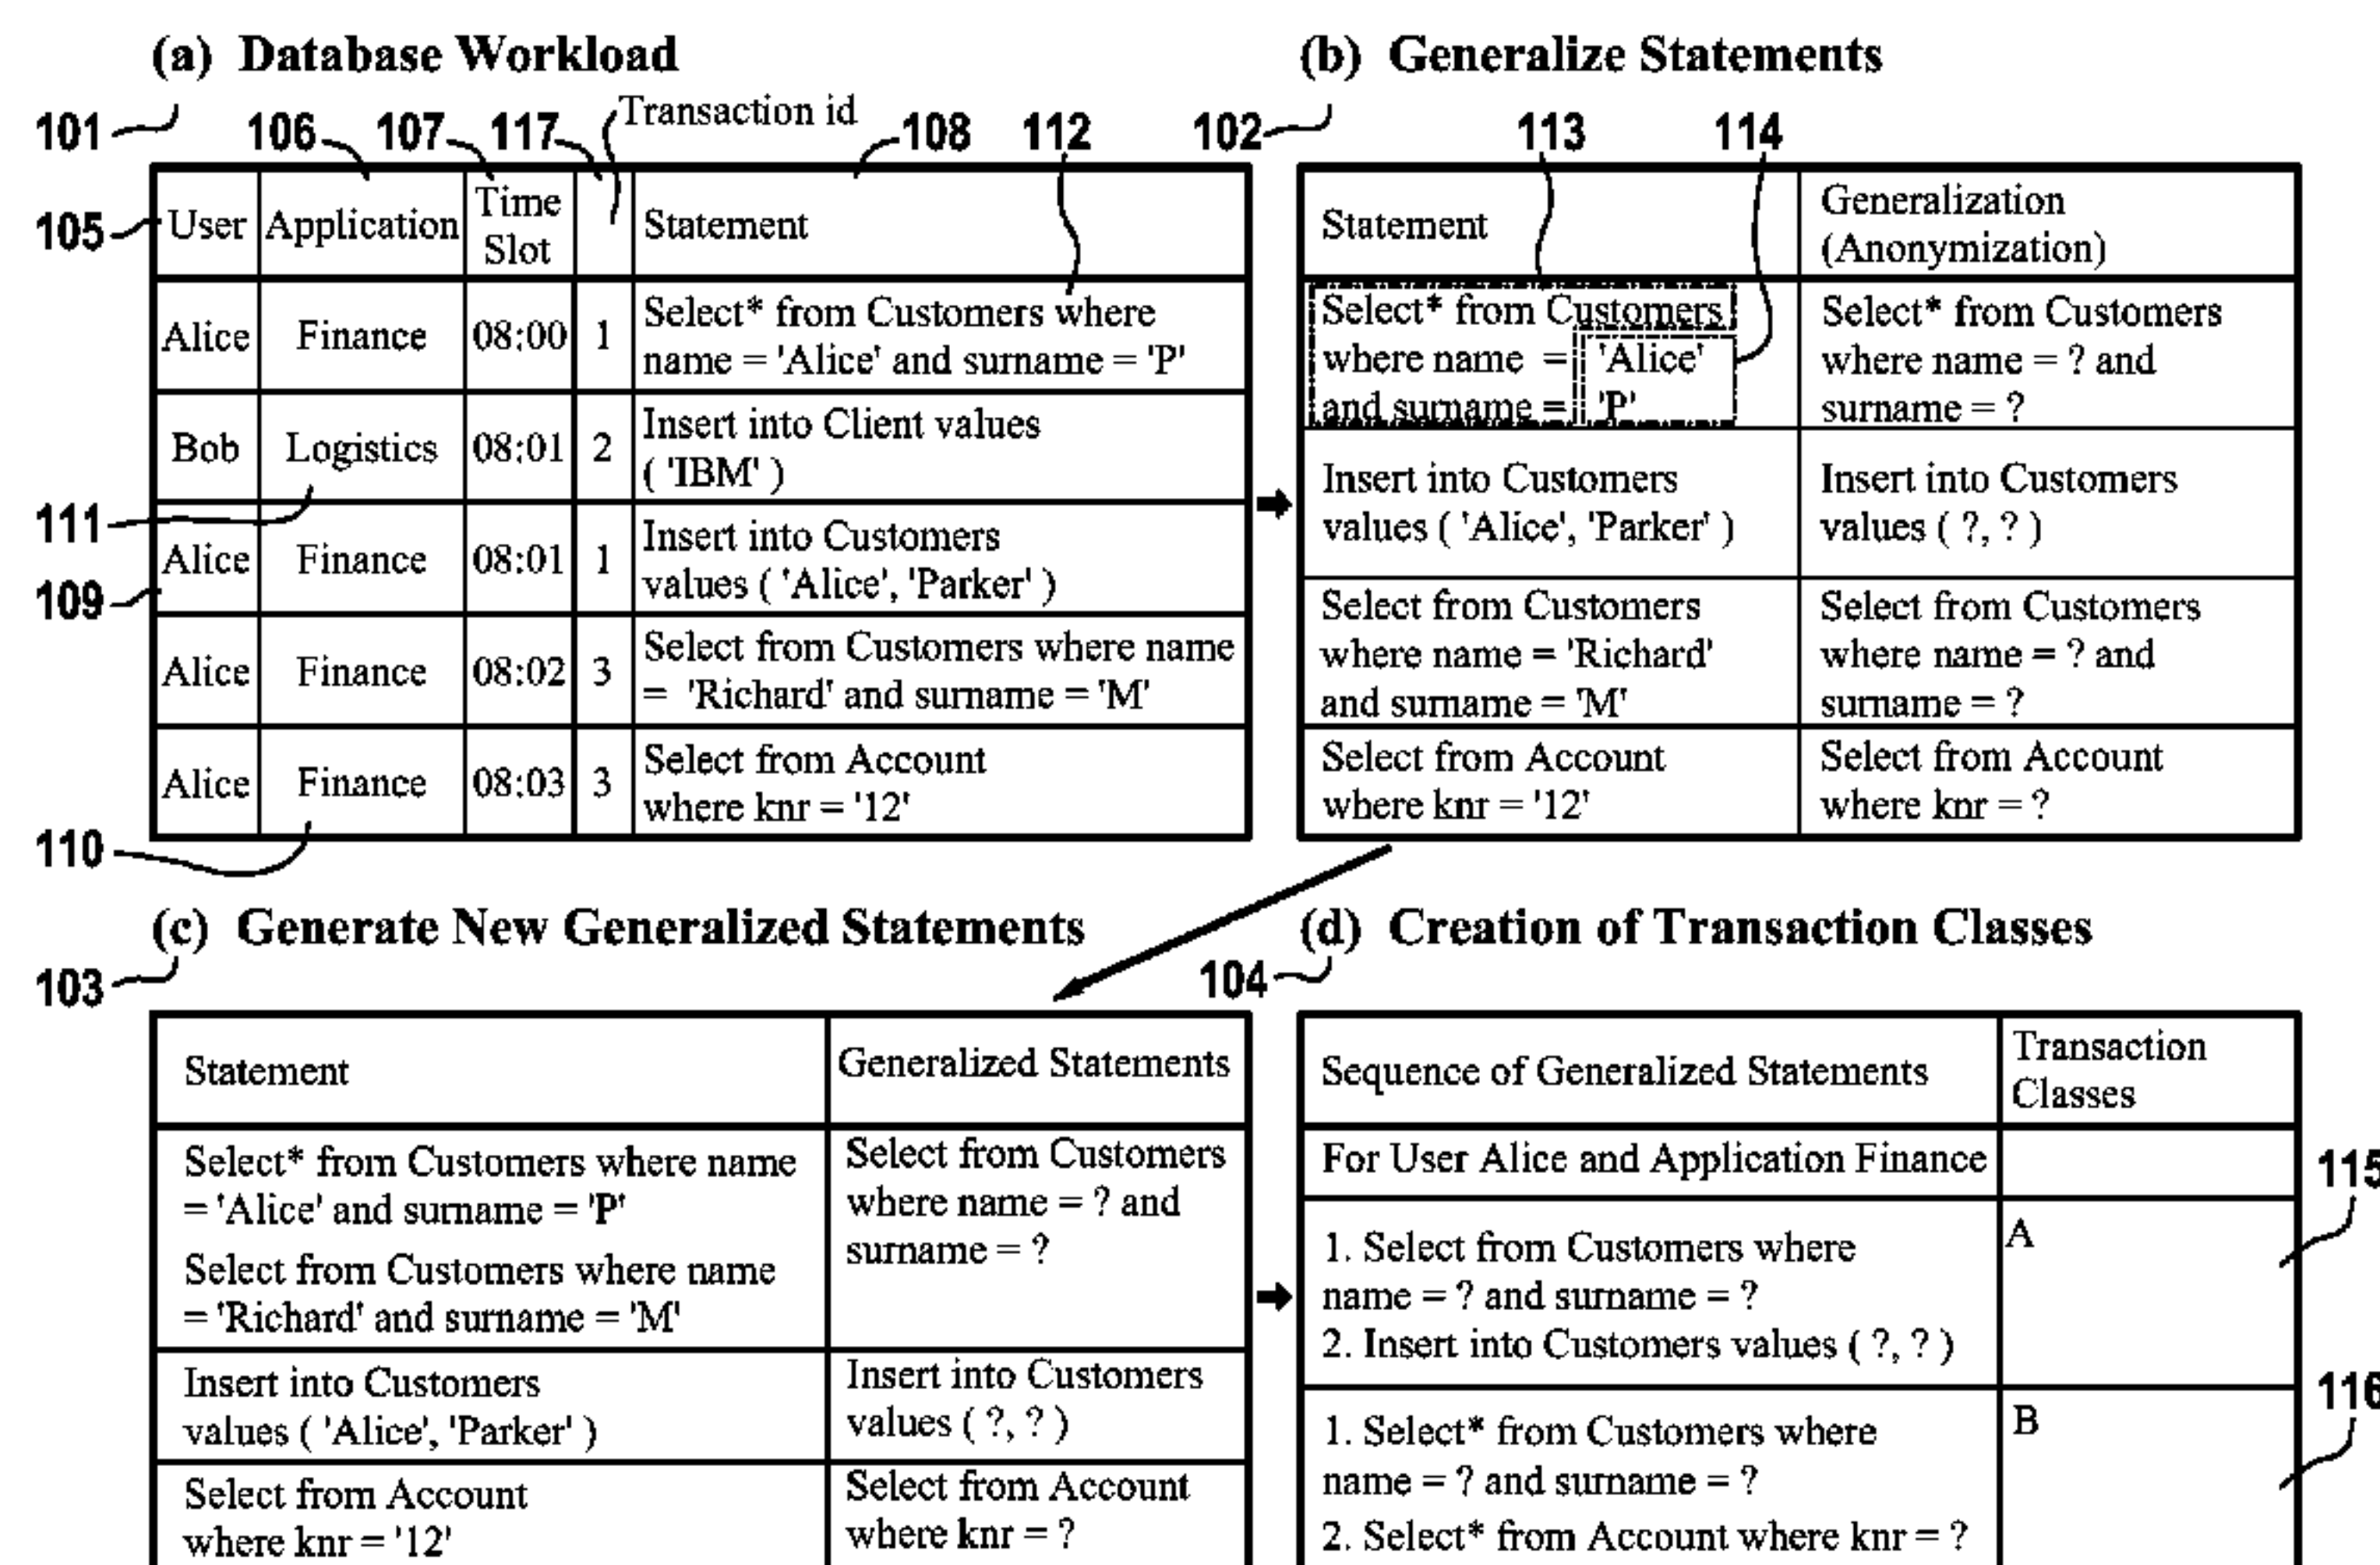 (a) Database Workload
101
106
107
117
Transaction id
108
112
105
User
Application
Time
Slot
Statement
Alice
Finance
08:00
1
Select* from Customers where
name = 'Alice' and surname = 'P'
Bob
Logistics
08:01
2
Insert into Client values
( 'IBM' )
111
Alice
Finance
08:01
1
Insert into Customers
values ( 'Alice', 'Parker' )
109
Alice
Finance
08:02
3
Select from Customers where name
= 'Richard' and surname = 'M'
Alice
Finance
08:03
3
Select from Account
where knr = '12'
110
(b) Generalize Statements
102
113
114
Statement
Generalization
(Anonymization)
Select* from Customers
where name = 'Alice'
and surname = 'P'
Select* from Customers
where name = ? and
surname = ?
Insert into Customers
values ( 'Alice', 'Parker' )
Insert into Customers
values ( ?, ? )
Select from Customers
where name = 'Richard'
and surname = 'M'
Select from Customers
where name = ? and
surname = ?
Select from Account
where knr = '12'
Select from Account
where knr = ?
(c) Generate New Generalized Statements
103
Statement
Generalized Statements
Select* from Customers where name
= 'Alice' and surname = 'P'
Select from Customers where name
= 'Richard' and surname = 'M'
Select from Customers
where name = ? and
surname = ?
Insert into Customers
values ( 'Alice', 'Parker' )
Insert into Customers
values ( ?, ? )
Select from Account
where knr = '12'
Select from Account
where knr = ?
(d) Creation of Transaction Classes
104
Sequence of Generalized Statements
Transaction
Classes
For User Alice and Application Finance
115
1. Select from Customers where
name = ? and surname = ?
2. Insert into Customers values ( ?, ? )
A
116
1. Select* from Customers where
name = ? and surname = ?
2. Select* from Account where knr = ?
B